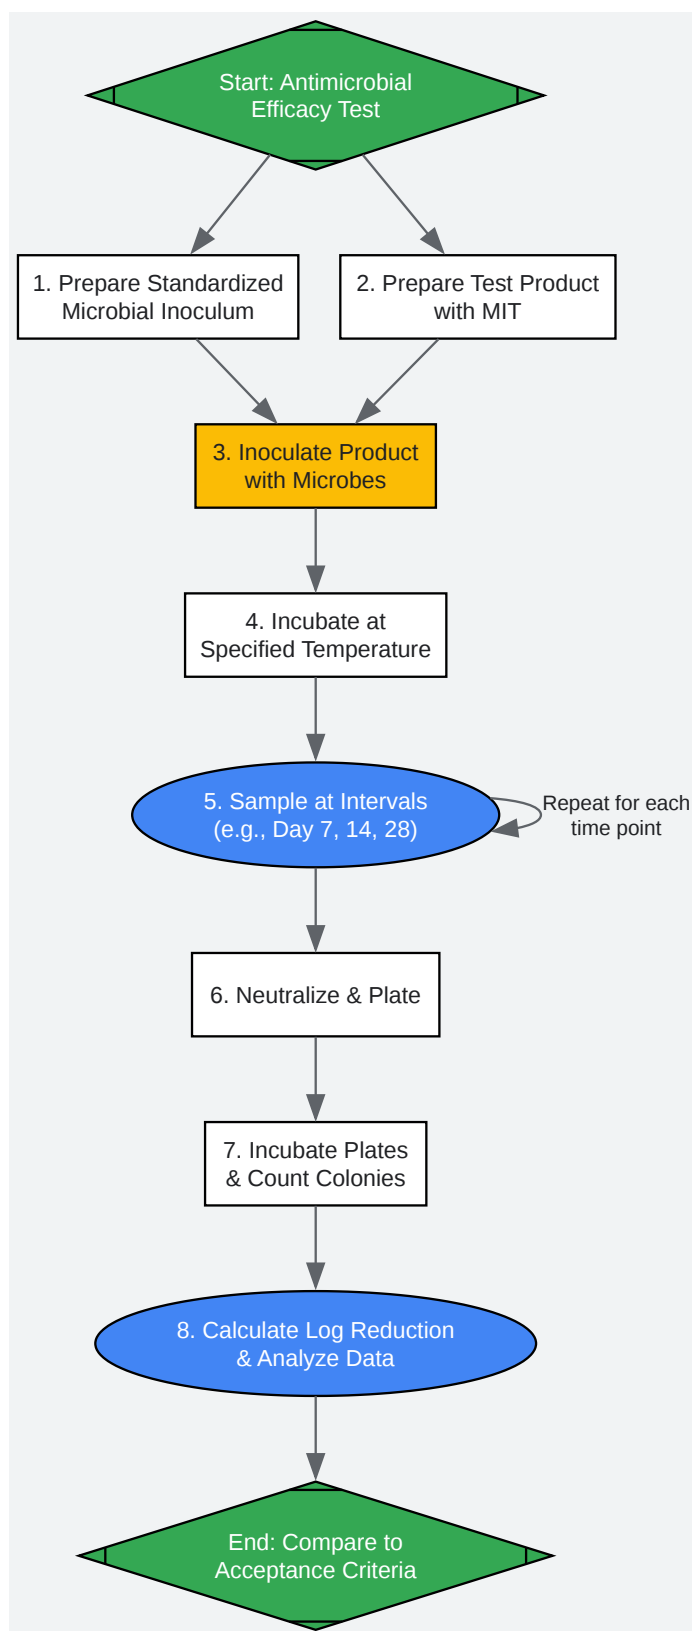 Start: Antimicrobial
Efficacy Test
1. Prepare Standardized
Microbial Inoculum
2. Prepare Test Product
with MIT
3. Inoculate Product
with Microbes
4. Incubate at
Specified Temperature
5. Sample at Intervals
(e.g., Day 7, 14, 28)
Repeat for each
time point
6. Neutralize & Plate
7. Incubate Plates
& Count Colonies
8. Calculate Log Reduction
& Analyze Data
End: Compare to
Acceptance Criteria